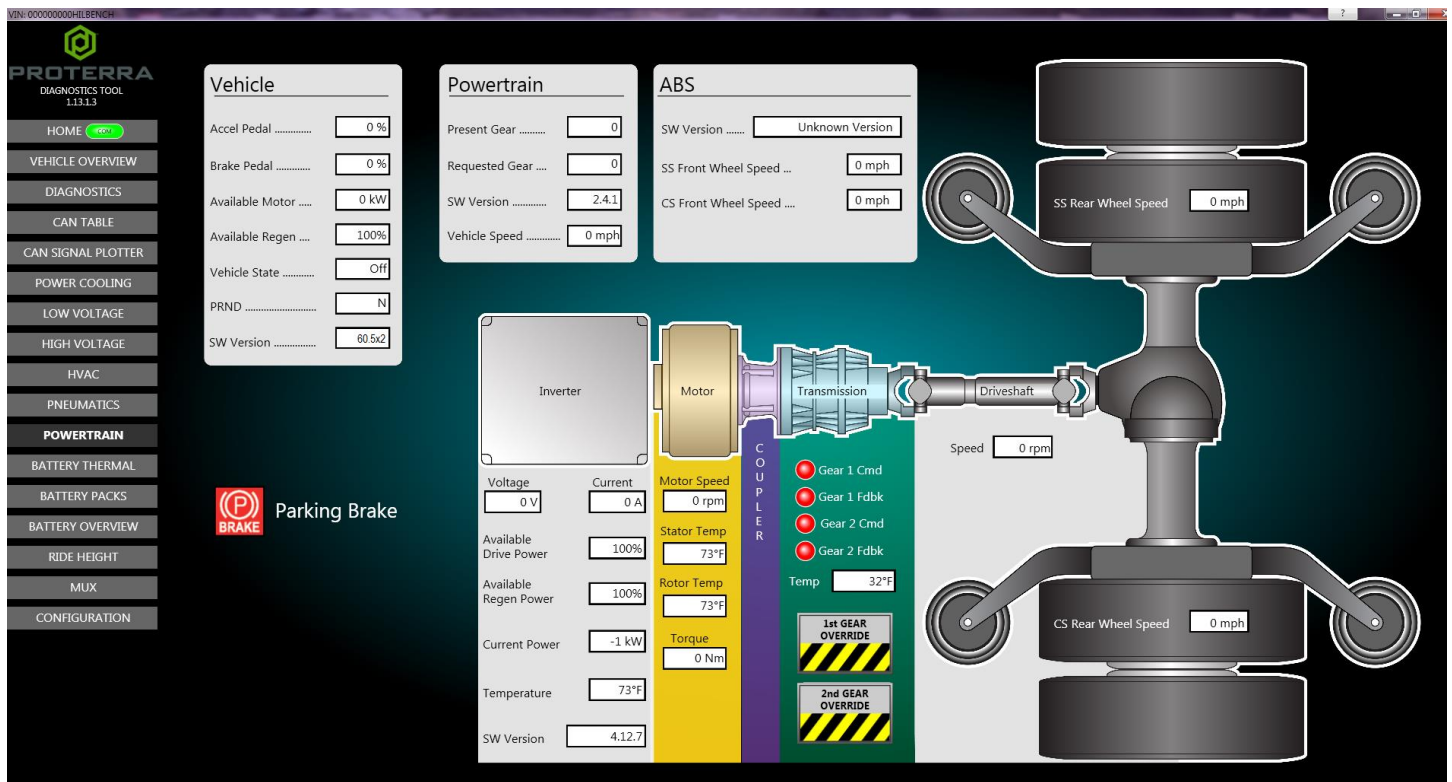 VIN: 000000000HILBENCH
?
PROTERRA
DIAGNOSTICS TOOL
1.13.1.3
HOME COM
VEHICLE OVERVIEW
DIAGNOSTICS
CAN TABLE
CAN SIGNAL PLOTTER
POWER COOLING
LOW VOLTAGE
HIGH VOLTAGE
HVAC
PNEUMATICS
POWERTRAIN
BATTERY THERMAL
BATTERY PACKS
BATTERY OVERVIEW
RIDE HEIGHT
MUX
CONFIGURATION
Vehicle
Accel Pedal ............. 0 %
Brake Pedal ............. 0 %
Available Motor ..... 0 kW
Available Regen .... 100%
Vehicle State ............ Off
PRND .......................... N
SW Version ............... 60.5x2
Powertrain
Present Gear ......... 0
Requested Gear .... 0
SW Version ............. 2.4.1
Vehicle Speed ............ 0 mph
ABS
SW Version ....... Unknown Version
SS Front Wheel Speed ... 0 mph
CS Front Wheel Speed .... 0 mph
SS Rear Wheel Speed 0 mph
Inverter
Motor
Transmission
Driveshaft
Speed 0 rpm
(P)
BRAKE
Parking Brake
Voltage Current
0 V 0 A
Available
Drive Power 100%
Available
Regen Power 100%
Current Power -1 kW
Temperature 73°F
SW Version 4.12.7
Motor Speed
0 rpm
Stator Temp
73°F
Rotor Temp
73°F
Torque
0 Nm
COUPLER
Gear 1 Cmd
Gear 1 Fdbk
Gear 2 Cmd
Gear 2 Fdbk
Temp 32°F
1st GEAR
OVERRIDE
2nd GEAR
OVERRIDE
CS Rear Wheel Speed 0 mph